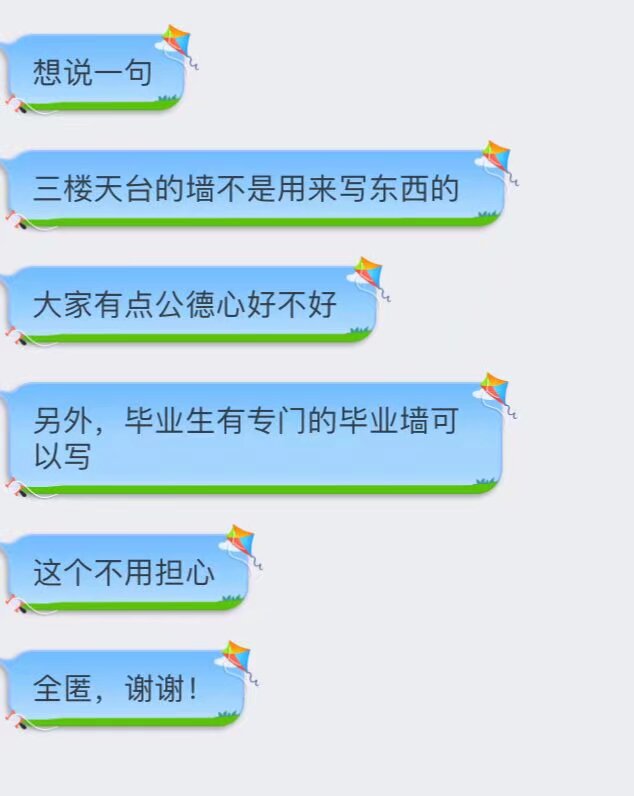 想说一句
三楼天台的墙不是用来写东西的
大家有点公德心好不好
另外，毕业生有专门的毕业墙可
以写
这个不用担心
全匿，谢谢！